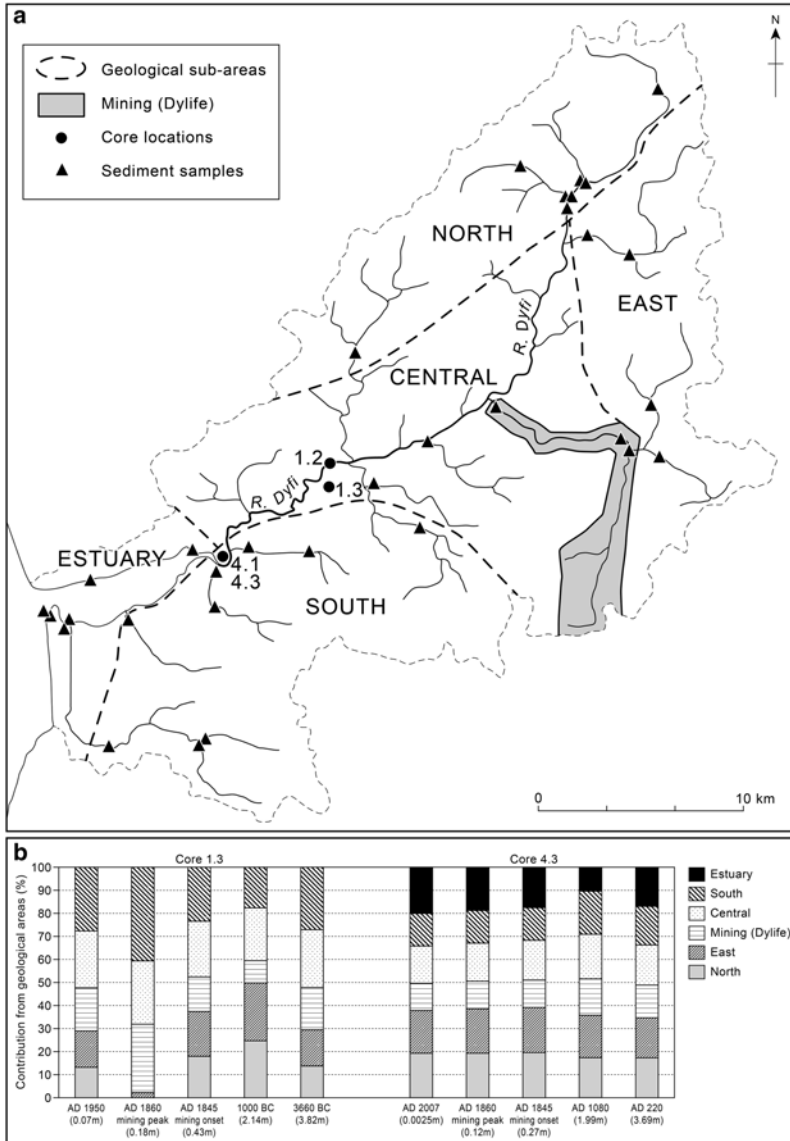 a
N
Geological sub-areas
Mining (Dylife)
Core locations
Sediment samples
NORTH
EAST
R. Dyfi
CENTRAL
1.2
1.3
R. Dyfi
ESTUARY
4.1
4.3
SOUTH
0 10 km
b
Core 1.3 Core 4.3
Contribution from geological areas (%)
100
90
80
70
60
50
40
30
20
10
0
Estuary
South
Central
Mining (Dylife)
East
North
AD 1950 AD 1860 AD 1845 1000 BC 3660 BC AD 2007 AD 1860 AD 1845 AD 1080 AD 220
(0.07m) mining peak mining onset (2.14m) (3.82m) (0.0025m) mining peak mining onset (1.99m) (3.69m)
(0.18m) (0.43m) (0.12m) (0.27m)